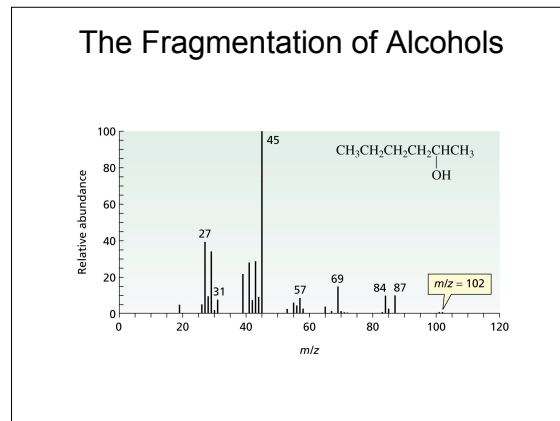 The Fragmentation of Alcohols
100
80
60
40
20
0
Relative abundance
27
31
45
57
69
84 87
m/z = 102
CH₃CH₂CH₂CH₂CHCH₃
OH
0 20 40 60 80 100 120
m/z